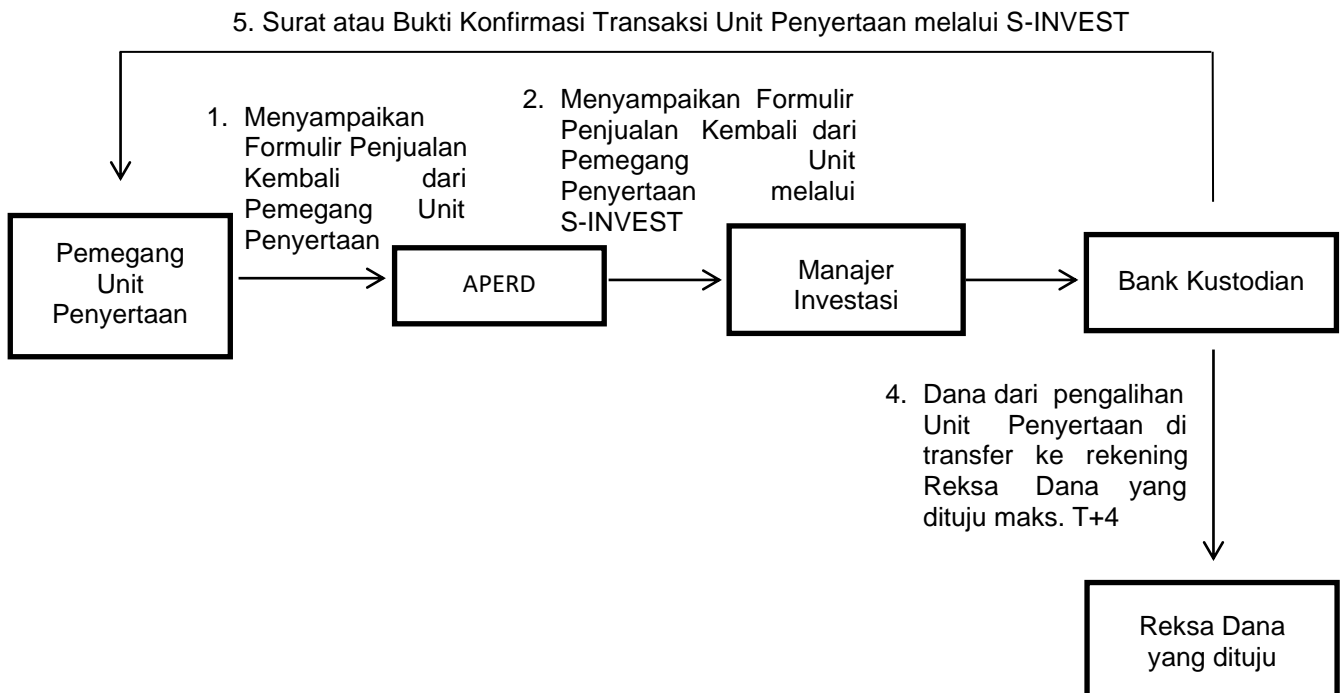 5. Surat atau Bukti Konfirmasi Transaksi Unit Penyertaan melalui S-INVEST
1. Menyampaikan
Formulir Penjualan
Kembali dari
Pemegang Unit
Penyertaan
2. Menyampaikan Formulir
Penjualan Kembali dari
Pemegang Unit
Penyertaan melalui
S-INVEST
Pemegang
Unit
Penyertaan
APERD
Manajer
Investasi
Bank Kustodian
4. Dana dari pengalihan
Unit Penyertaan di
transfer ke rekening
Reksa Dana yang
dituju maks. T+4
Reksa Dana
yang dituju